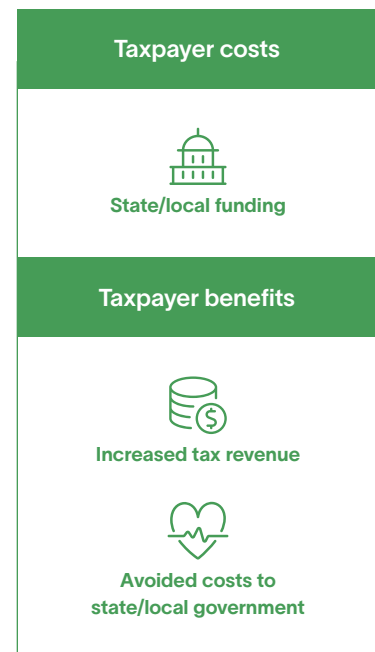 Taxpayer costs
State/local funding
Taxpayer benefits
$
Increased tax revenue
Avoided costs to
state/local government